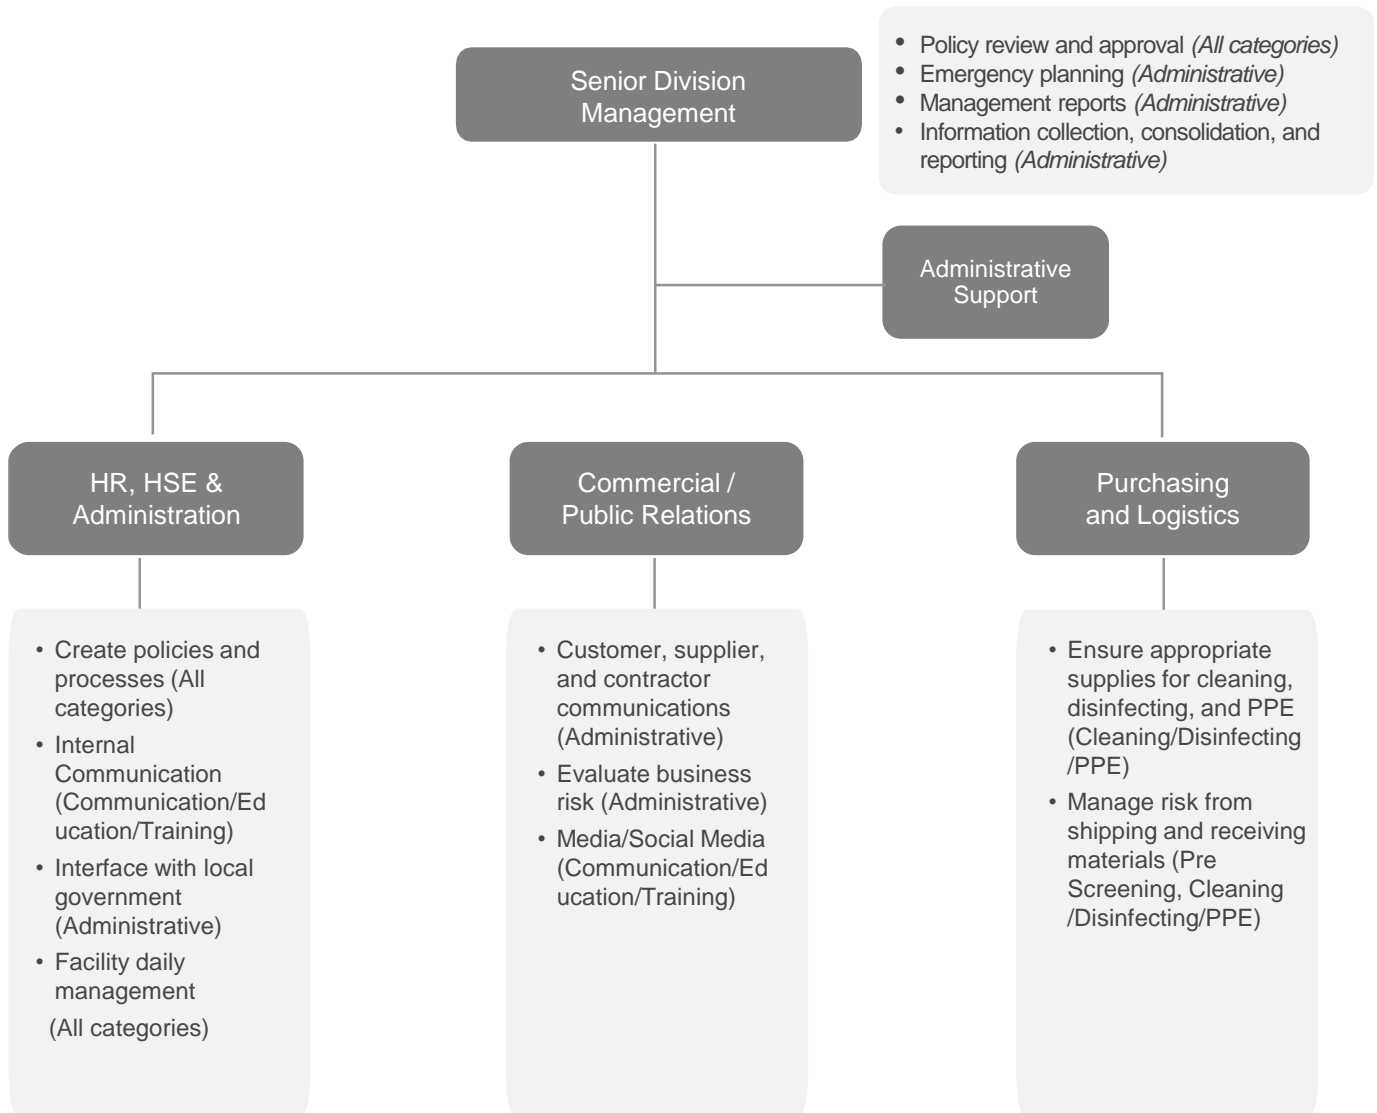 Senior Division
Management
• Policy review and approval (All categories)
• Emergency planning (Administrative)
• Management reports (Administrative)
• Information collection, consolidation, and
reporting (Administrative)
Administrative
Support
HR, HSE &
Administration
• Create policies and
processes (All
categories)
• Internal
Communication
(Communication/Ed
ucation/Training)
• Interface with local
government
(Administrative)
• Facility daily
management
(All categories)
Commercial /
Public Relations
• Customer, supplier,
and contractor
communications
(Administrative)
• Evaluate business
risk (Administrative)
• Media/Social Media
(Communication/Ed
ucation/Training)
Purchasing
and Logistics
• Ensure appropriate
supplies for cleaning,
disinfecting, and PPE
(Cleaning/Disinfecting
/PPE)
• Manage risk from
shipping and receiving
materials (Pre
Screening, Cleaning
/Disinfecting/PPE)